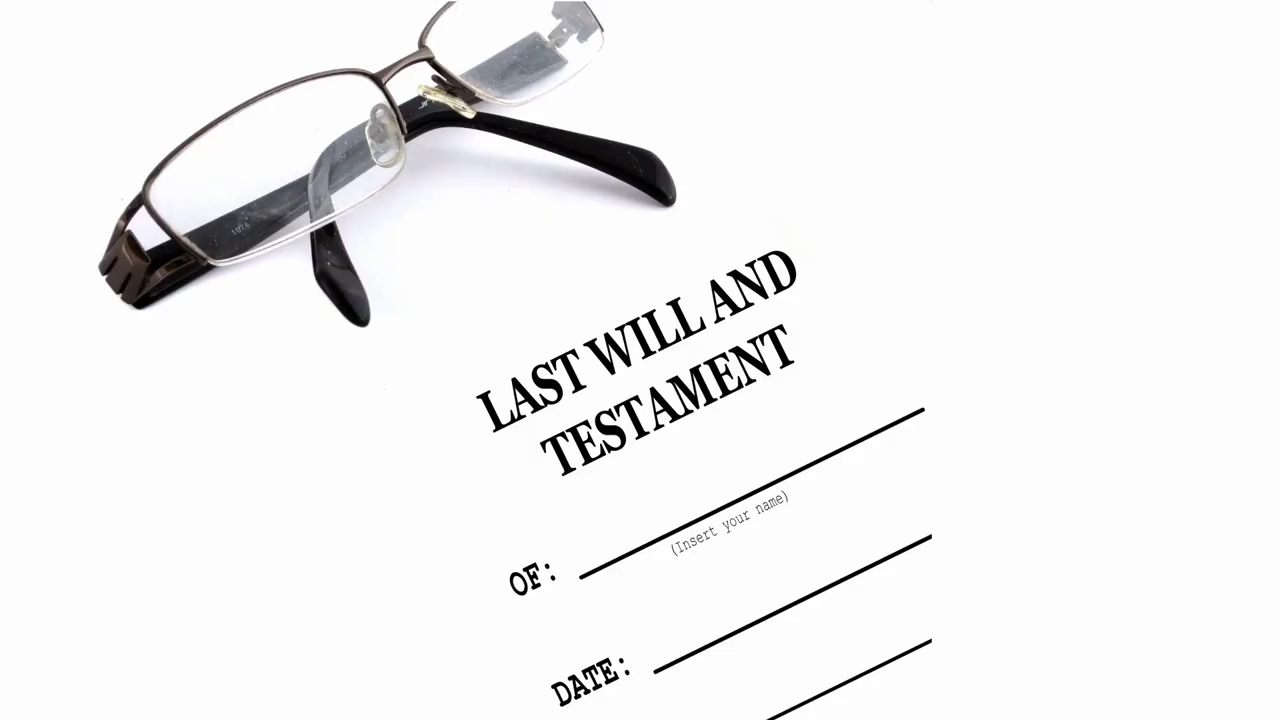 LAST WILL AND
TESTAMENT
OF:
(Insert your name)
DATE: